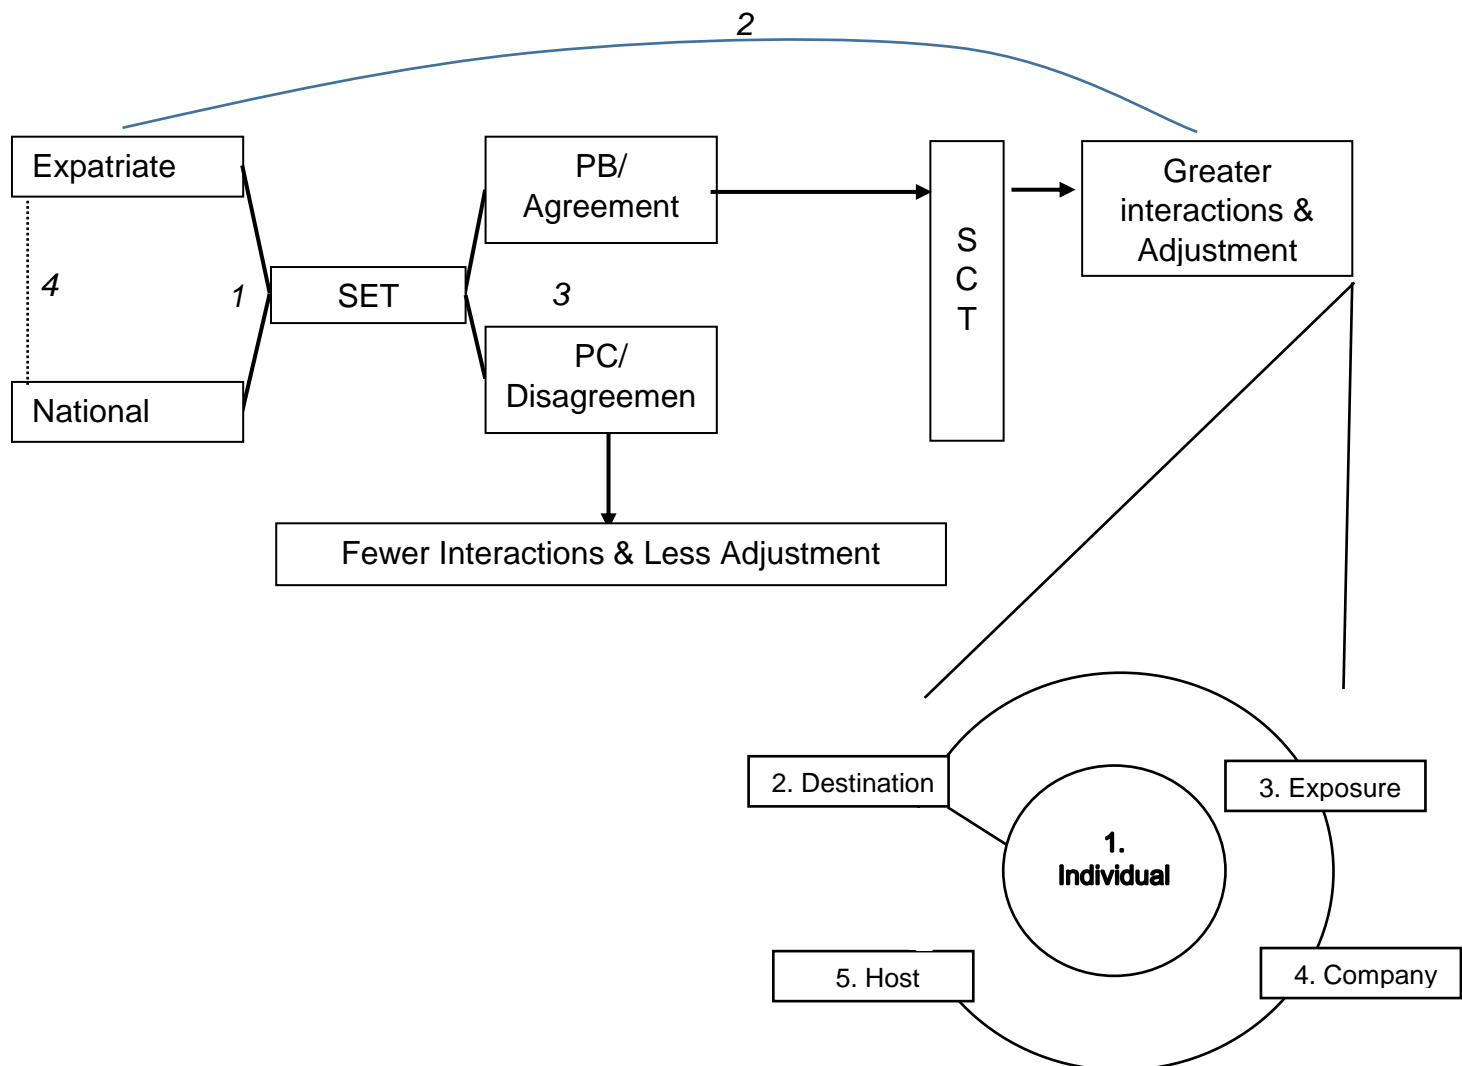 2
Expatriate
PB/
Agreement
S
C
T
Greater
interactions &
Adjustment
4
1
SET
3
National
PC/
Disagreemen
Fewer Interactions & Less Adjustment
2. Destination
3. Exposure
1.
Individual
5. Host
4. Company